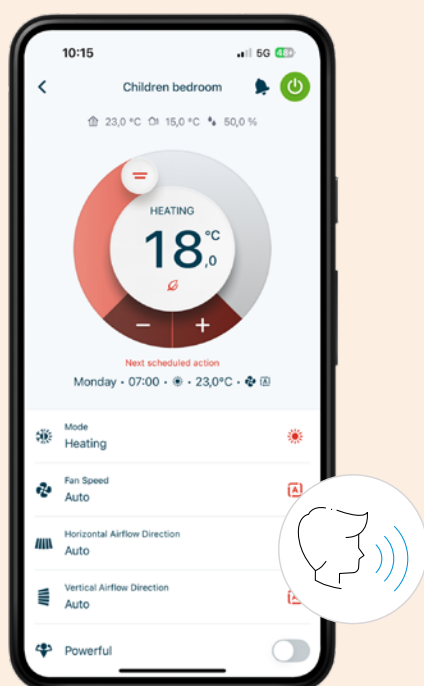 10:15 5G 48
Children bedroom
23,0 °C 15,0 °C 50,0 %
HEATING
18,0 °C
− +
Next scheduled action
Monday • 07:00 • 23,0°C • A
Mode
Heating
Fan Speed
Auto
A
Horizontal Airflow Direction
Auto
Vertical Airflow Direction
Auto
Powerful